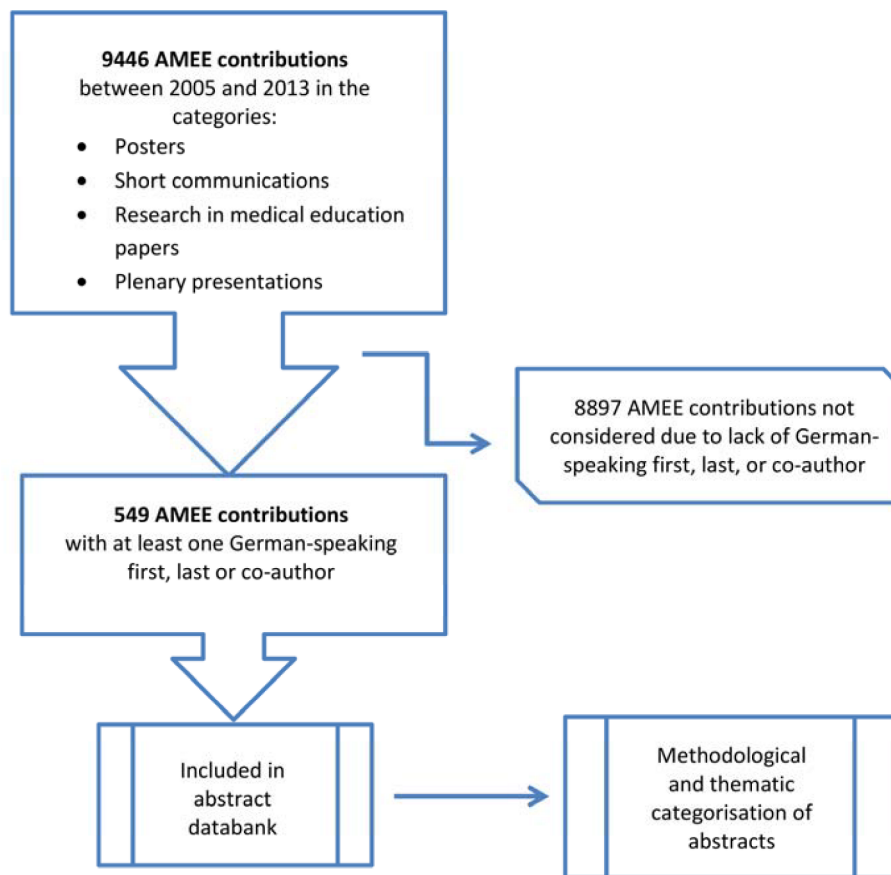 9446 AMEE contributions
between 2005 and 2013 in the
categories:
• Posters
• Short communications
• Research in medical education
papers
• Plenary presentations
8897 AMEE contributions not
considered due to lack of German-
speaking first, last, or co-author
549 AMEE contributions
with at least one German-speaking
first, last or co-author
Included in
abstract
databank
Methodological
and thematic
categorisation of
abstracts